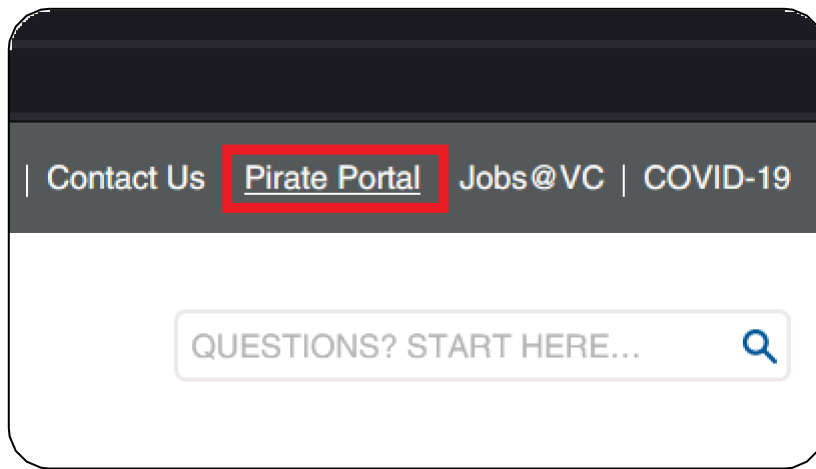 | Contact Us Pirate Portal Jobs@VC | COVID-19
QUESTIONS? START HERE...